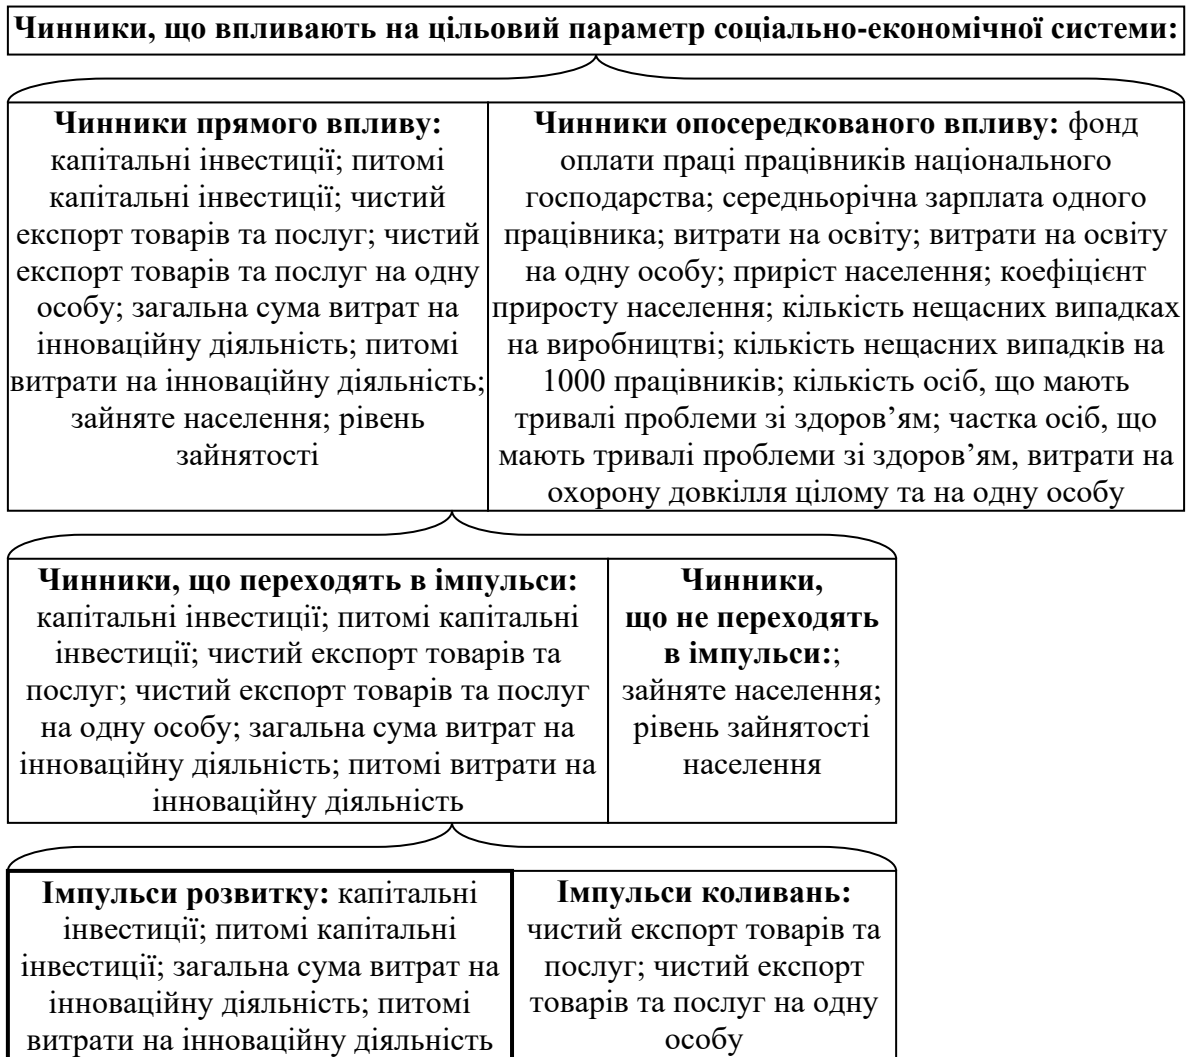 Чинники, що впливають на цільовий параметр соціально-економічної системи:
Чинники прямого впливу:
капітальні інвестиції; питомі
капітальні інвестиції; чистий
експорт товарів та послуг; чистий
експорт товарів та послуг на одну
особу; загальна сума витрат на
інноваційну діяльність; питомі
витрати на інноваційну діяльність;
зайняте населення; рівень
зайнятості
Чинники опосередкованого впливу: фонд
оплати праці працівників національного
господарства; середньорічна зарплата одного
працівника; витрати на освіту; витрати на освіту
на одну особу; приріст населення; коефіцієнт
приросту населення; кількість нещасних випадках
на виробництві; кількість нещасних випадків на
1000 працівників; кількість осіб, що мають
тривалі проблеми зі здоров’ям; частка осіб, що
мають тривалі проблеми зі здоров’ям, витрати на
охорону довкілля цілому та на одну особу
Чинники, що переходять в імпульси:
капітальні інвестиції; питомі капітальні
інвестиції; чистий експорт товарів та
послуг; чистий експорт товарів та послуг
на одну особу; загальна сума витрат на
інноваційну діяльність; питомі витрати на
інноваційну діяльність
Чинники,
що не переходять
в імпульси:;
зайняте населення;
рівень зайнятості
населення
Імпульси розвитку: капітальні
інвестиції; питомі капітальні
інвестиції; загальна сума витрат на
інноваційну діяльність; питомі
витрати на інноваційну діяльність
Імпульси коливань:
чистий експорт товарів та
послуг; чистий експорт
товарів та послуг на одну
особу